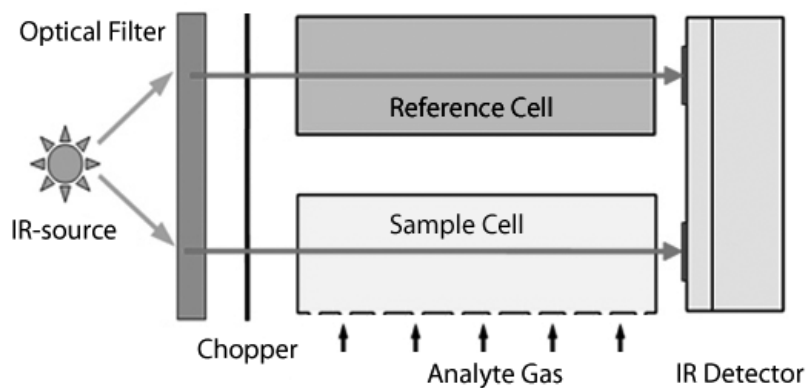 Optical Filter
Reference Cell
IR-source
Sample Cell
Chopper
Analyte Gas
IR Detector